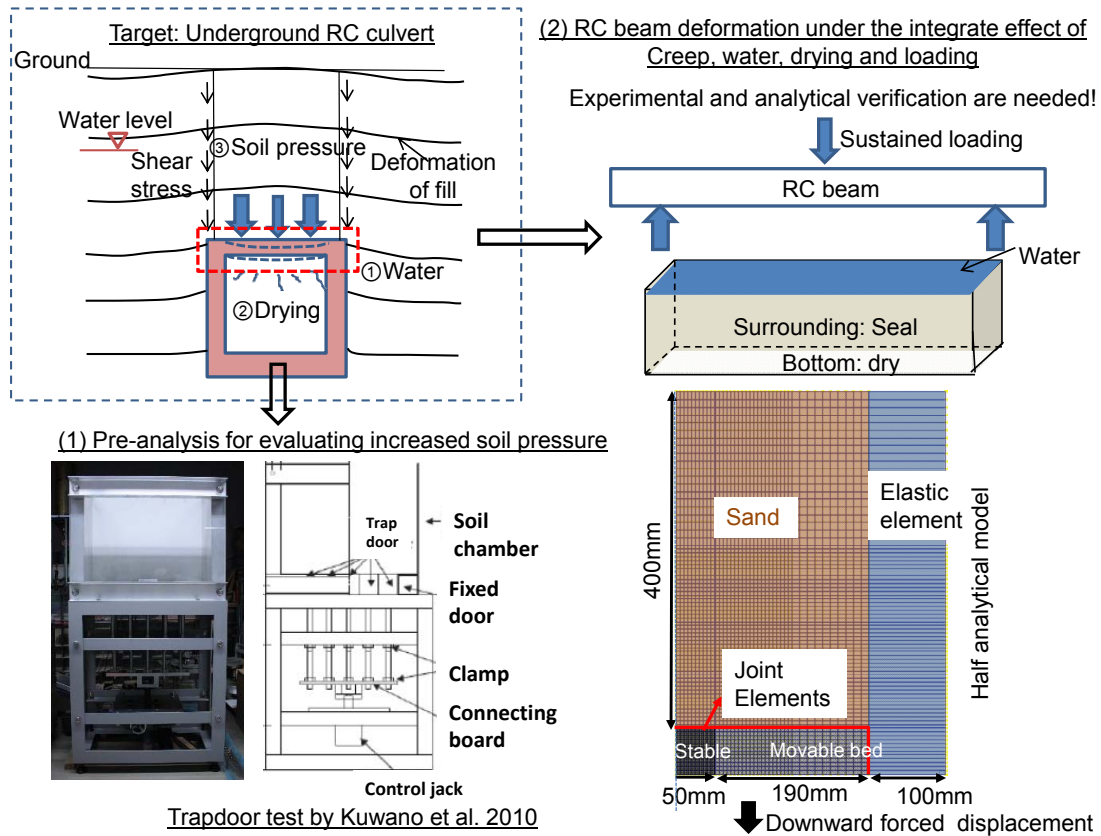 Target: Underground RC culvert
Ground
Water level
Shear
stress
③Soil pressure
Deformation
of fill
①Water
②Drying
(2) RC beam deformation under the integrate effect of
Creep, water, drying and loading
Experimental and analytical verification are needed!
Sustained loading
RC beam
Water
Surrounding: Seal
Bottom: dry
(1) Pre-analysis for evaluating increased soil pressure
Trap
door
Soil
chamber
Fixed
door
Clamp
Connecting
board
Control jack
Trapdoor test by Kuwano et al. 2010
400mm
Sand
Elastic
element
Half analytical model
Joint
Elements
Stable
Movable bed
50mm
190mm
100mm
Downward forced displacement